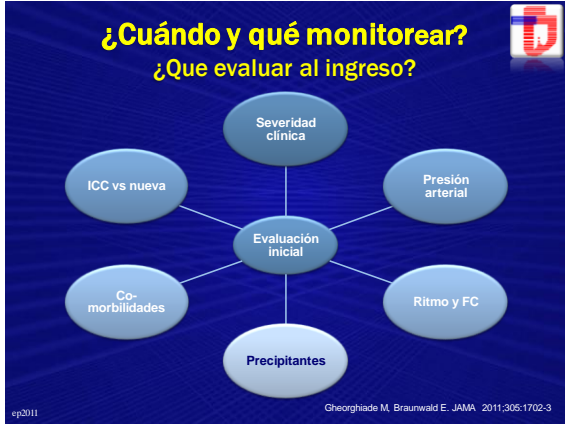 ¿Cuándo y qué monitorear?
¿Que evaluar al ingreso?
Severidad
clínica
ICC vs nueva
Presión
arterial
Evaluación
inicial
Co-
morbilidades
Ritmo y FC
Precipitantes
Gheorghiade M, Braunwald E. JAMA 2011;305:1702-3
ep2011